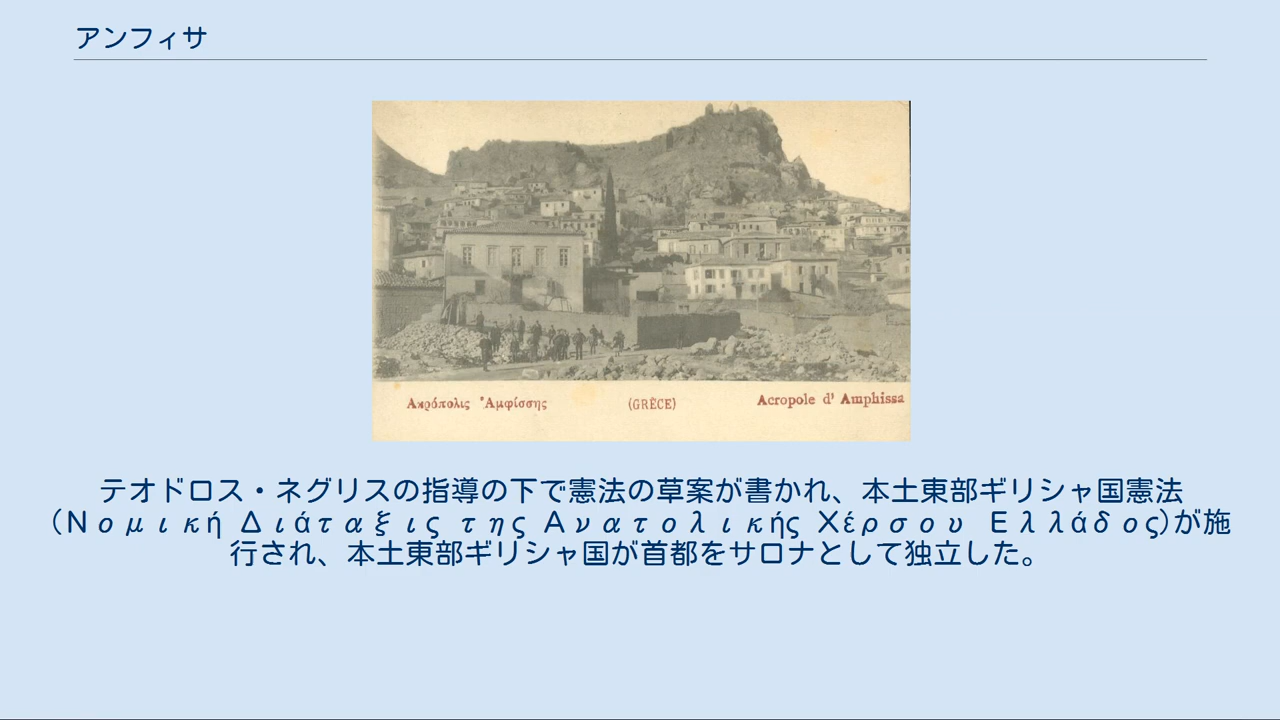 アンフィサ
Ακρόπολις Ἀμφίσσης (GRÈCE) Acropole d' Amphissa
テオドロス・ネグリスの指導の下で憲法の草案が書かれ、本土東部ギリシャ国憲法
(Νομική Διάταξις της Ανατολικής Χέρσου Ελλάδος)が施
行され、本土東部ギリシャ国が首都をサロナとして独立した。